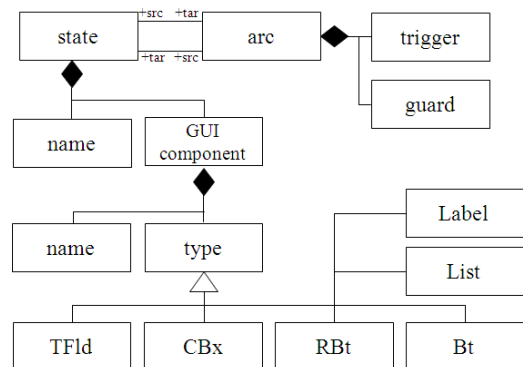 +src +tar
state arc trigger
+tar +src
guard
name GUI
component
name type
Label
List
TFld CBx RBt Bt